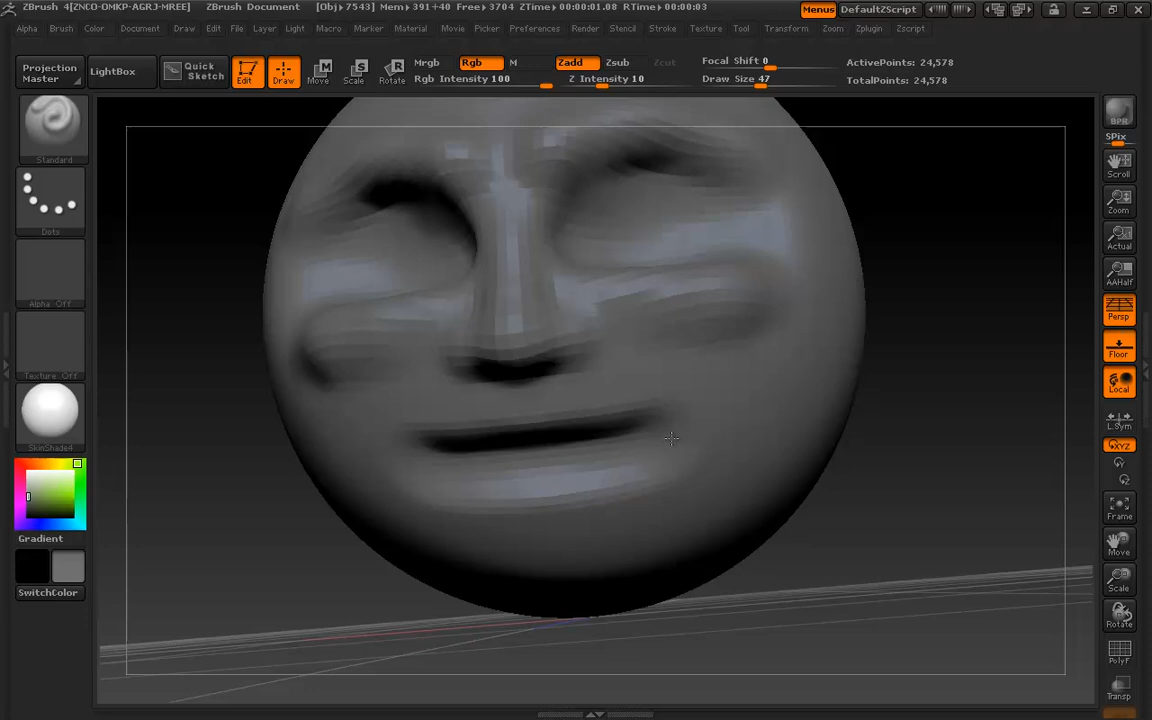 ZBrush 4[ZNCO-OMKP-AGRJ-MREE] ZBrush Document [Obj]7543] Mem▸391+40 Free▸3704 ZTime▸00:00:01.08 RTime▸00:00:03 Menus DefaultZScript
Alpha Brush Color Document Draw Edit File Layer Light Macro Marker Material Movie Picker Preferences Render Stencil Stroke Texture Tool Transform Zoom Zplugin Zscript
Projection Master
LightBox
Quick Sketch
Edit
Draw
Move
Scale
Rotate
Mrgb Rgb M
Rgb Intensity 100
Zadd Zsub Zcut
Z Intensity 10
Focal Shift 0
Draw Size 47
ActivePoints: 24,578
TotalPoints: 24,578
Standard
Dots
Alpha Off
Texture Off
SkinShade4
Gradient
SwitchColor
BPR
SPix
Scroll
Zoom
Actual
AAHalf
Persp
Floor
Local
L.Sym
XYZ
Y
Z
Frame
Move
Scale
Rotate
PolyF
Transp